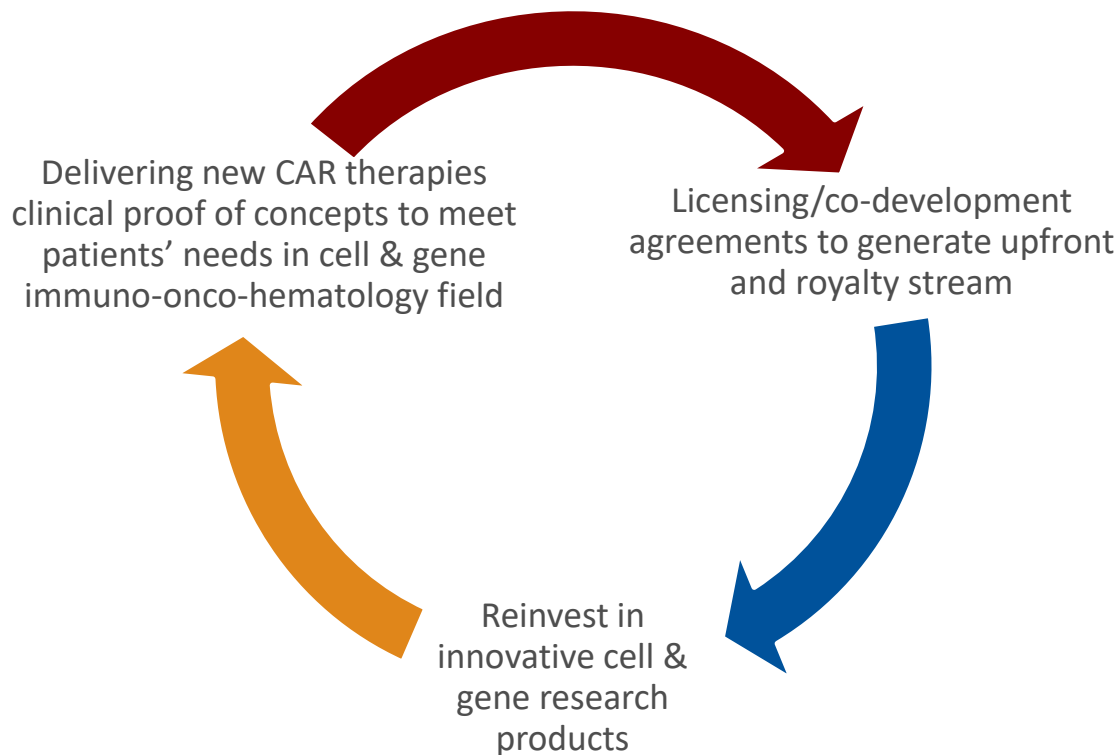 Delivering new CAR therapies
clinical proof of concepts to meet
patients’ needs in cell & gene
immuno-onco-hematology field
Licensing/co-development
agreements to generate upfront
and royalty stream
Reinvest in
innovative cell &
gene research
products